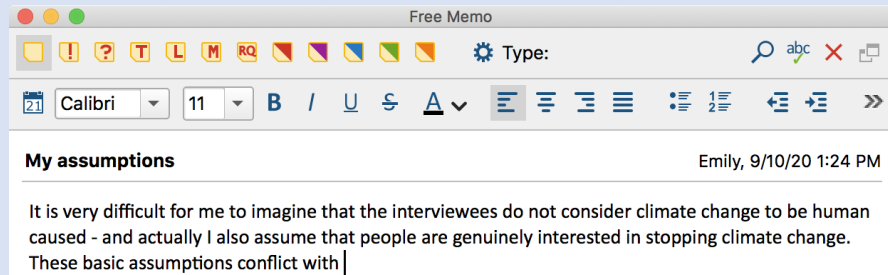 Free Memo
! ? T L M RQ Type: abc
21 Calibri 11 B I U S A
My assumptions Emily, 9/10/20 1:24 PM
It is very difficult for me to imagine that the interviewees do not consider climate change to be human
caused - and actually I also assume that people are genuinely interested in stopping climate change.
These basic assumptions conflict with